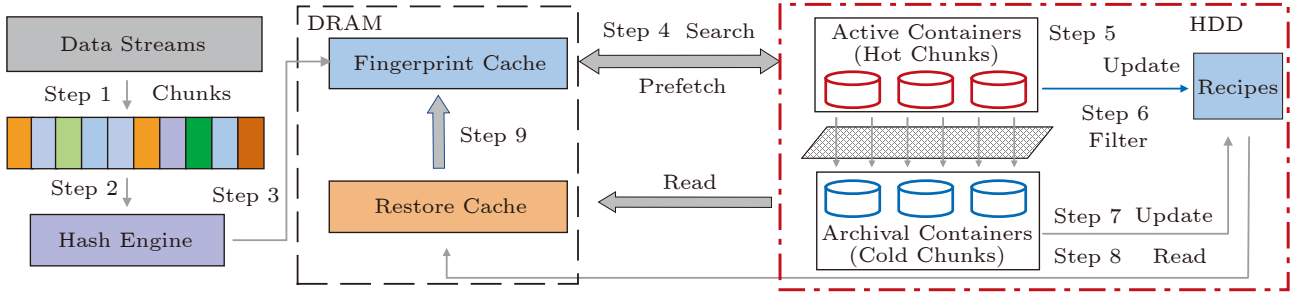 Data Streams
Step 1 Chunks
Step 2
Hash Engine
Step 3
DRAM
Fingerprint Cache
Step 9
Restore Cache
Step 4 Search
Prefetch
Read
HDD
Active Containers
(Hot Chunks)
Step 5
Update
Recipes
Step 6
Filter
Archival Containers
(Cold Chunks)
Step 7 Update
Step 8 Read